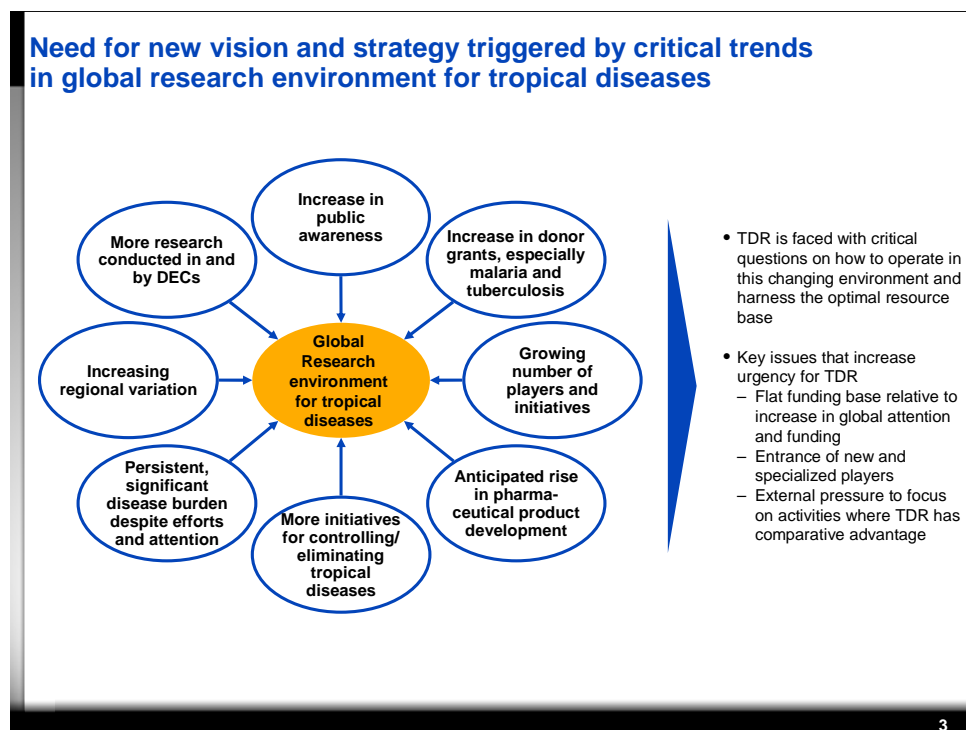 Need for new vision and strategy triggered by critical trends
in global research environment for tropical diseases
Increase in
public
awareness
More research
conducted in and
by DECs
Increase in donor
grants, especially
malaria and
tuberculosis
Increasing
regional variation
Global
Research
environment
for tropical
diseases
Growing
number of
players and
initiatives
Persistent,
significant
disease burden
despite efforts
and attention
More initiatives
for controlling/
eliminating
tropical
diseases
Anticipated rise
in pharma-
ceutical product
development
• TDR is faced with critical
questions on how to operate in
this changing environment and
harness the optimal resource
base
• Key issues that increase
urgency for TDR
– Flat funding base relative to
increase in global attention
and funding
– Entrance of new and
specialized players
– External pressure to focus
on activities where TDR has
comparative advantage
3